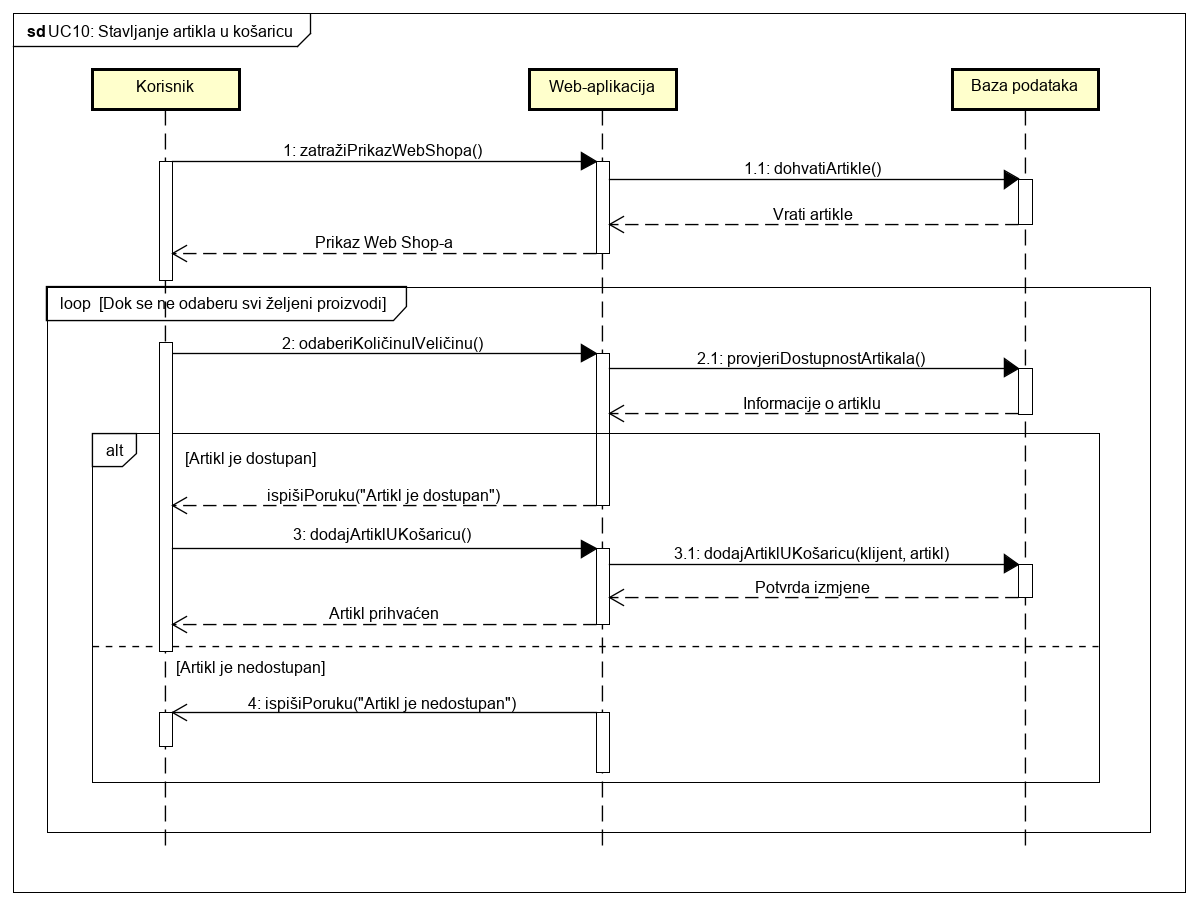 sd UC10: Stavljanje artikla u košaricu
Korisnik
Web-aplikacija
Baza podataka
1: zatražiPrikazWebShopa()
1.1: dohvatiArtikle()
Vrati artikle
Prikaz Web Shop-a
loop [Dok se ne odaberu svi željeni proizvodi]
2: odaberiKoličinuIVeličinu()
2.1: provjeriDostupnostArtikala()
Informacije o artiklu
alt
[Artikl je dostupan]
ispišiPoruku("Artikl je dostupan")
3: dodajArtiklUKošaricu()
3.1: dodajArtiklUKošaricu(klijent, artikl)
Potvrda izmjene
Artikl prihvaćen
[Artikl je nedostupan]
4: ispišiPoruku("Artikl je nedostupan")